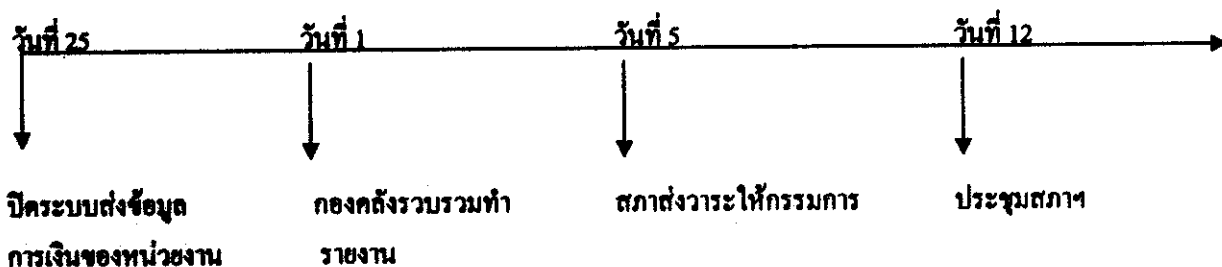 วันที่ 25 วันที่ 1 วันที่ 5 วันที่ 12
ปิดระบบส่งข้อมูล กองคลังรวบรวมทำ สภาส่งวาระให้กรรมการ ประชุมสภาฯ
การเงินของหน่วยงาน รายงาน